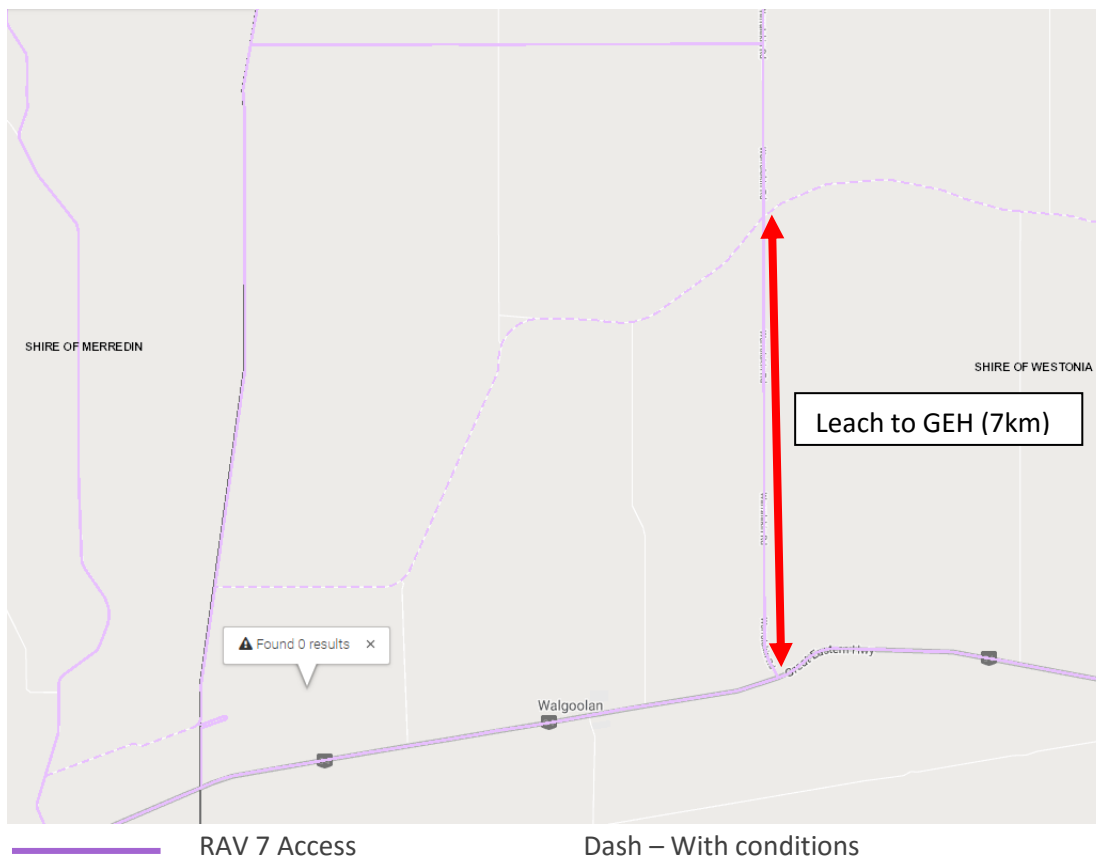 SHIRE OF MERREDIN
SHIRE OF WESTONIA
Leach to GEH (7km)
Found 0 results ×
Great Eastern Hwy
Walgoolan
RAV 7 Access
Dash – With conditions